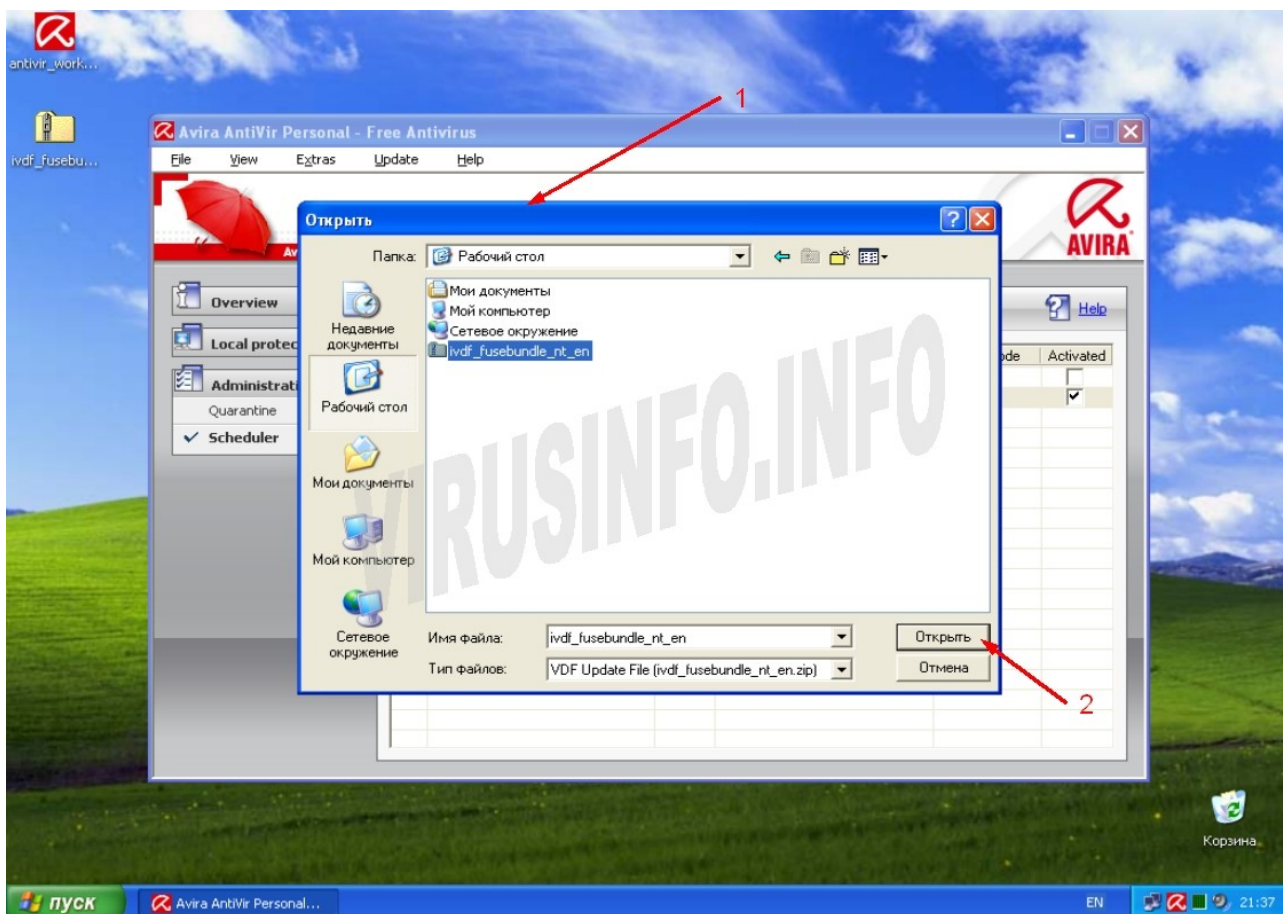 antivir_work...
ivdf_fusebu...
1
Avira AntiVir Personal - Free Antivirus
File View Extras Update Help
AVIRA
Открыть
Папка: Рабочий стол
Мои документы
Мой компьютер
Сетевое окружение
ivdf_fusebundle_nt_en
Недавние
документы
Рабочий стол
Мои документы
Мой компьютер
Сетевое
окружение
Имя файла: ivdf_fusebundle_nt_en Открыть
Тип файлов: VDF Update File (ivdf_fusebundle_nt_en.zip) Отмена
2
Overview
Local protec
Administrati
Quarantine
Scheduler
Help
ode Activated
VIRUSINFO.INFO
Корзина
пуск Avira AntiVir Personal... EN 21:37